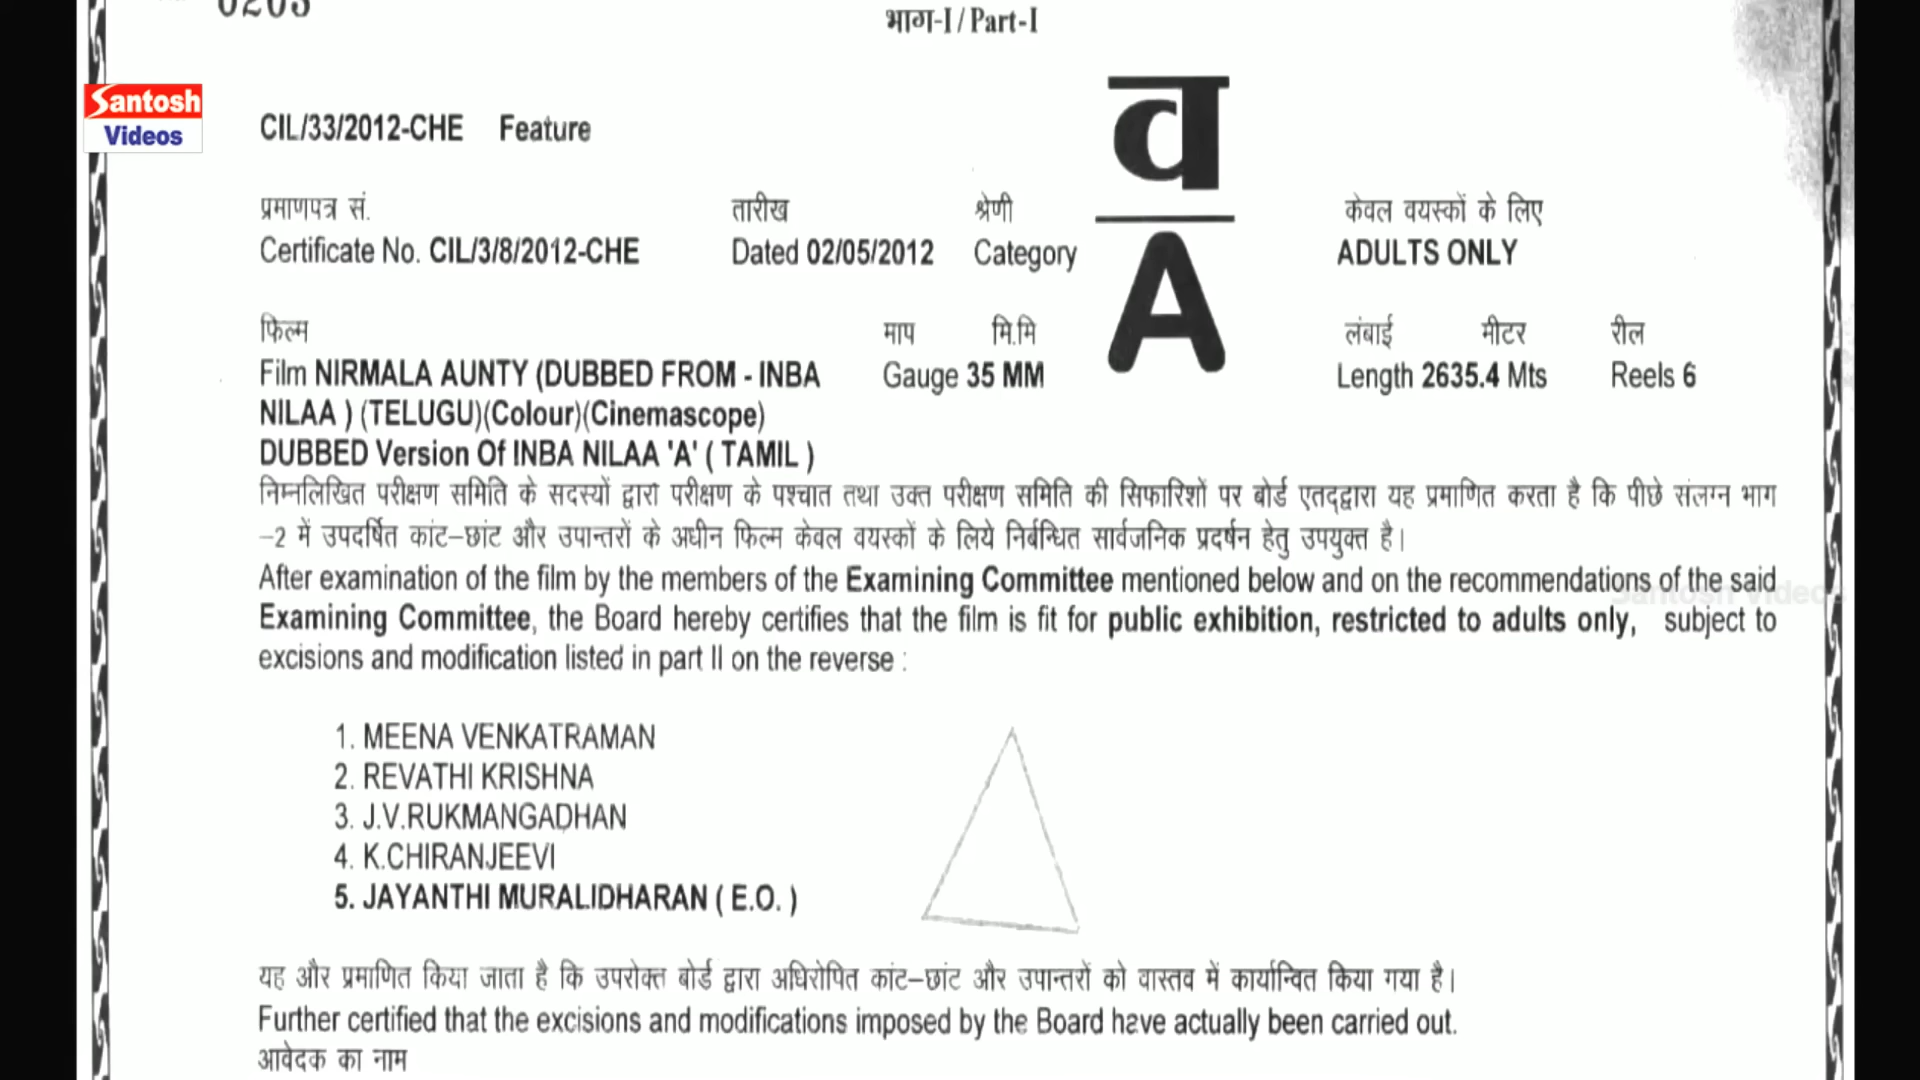 0203
भाग-I / Part-I
Santosh
Videos
CIL/33/2012-CHE Feature
व
A
प्रमाणपत्र सं. तारीख श्रेणी केवल वयस्कों के लिए
Certificate No. CIL/3/8/2012-CHE Dated 02/05/2012 Category ADULTS ONLY
फिल्म माप मि.मि लंबाई मीटर रील
Film NIRMALA AUNTY (DUBBED FROM - INBA Gauge 35 MM Length 2635.4 Mts Reels 6
NILAA ) (TELUGU)(Colour)(Cinemascope)
DUBBED Version Of INBA NILAA 'A' ( TAMIL )
निम्नलिखित परीक्षण समिति के सदस्यों द्वारा परीक्षण के पश्चात तथा उक्त परीक्षण समिति की सिफारिशों पर बोर्ड एतद्द्वारा यह प्रमाणित करता है कि पीछे संलग्न भाग
-2 में उपदर्षित कांट-छांट और उपान्तरों के अधीन फिल्म केवल वयस्कों के लिये निर्बन्धित सार्वजनिक प्रदर्षन हेतु उपयुक्त है।
After examination of the film by the members of the Examining Committee mentioned below and on the recommendations of the said
Santosh Videos
Examining Committee, the Board hereby certifies that the film is fit for public exhibition, restricted to adults only, subject to
excisions and modification listed in part II on the reverse :
1. MEENA VENKATRAMAN
2. REVATHI KRISHNA
3. J.V.RUKMANGADHAN
4. K.CHIRANJEEVI
5. JAYANTHI MURALIDHARAN ( E.O. )
यह और प्रमाणित किया जाता है कि उपरोक्त बोर्ड द्वारा अधिरोपित कांट-छांट और उपान्तरों को वास्तव में कार्यान्वित किया गया है।
Further certified that the excisions and modifications imposed by the Board have actually been carried out.
आवेदक का नाम